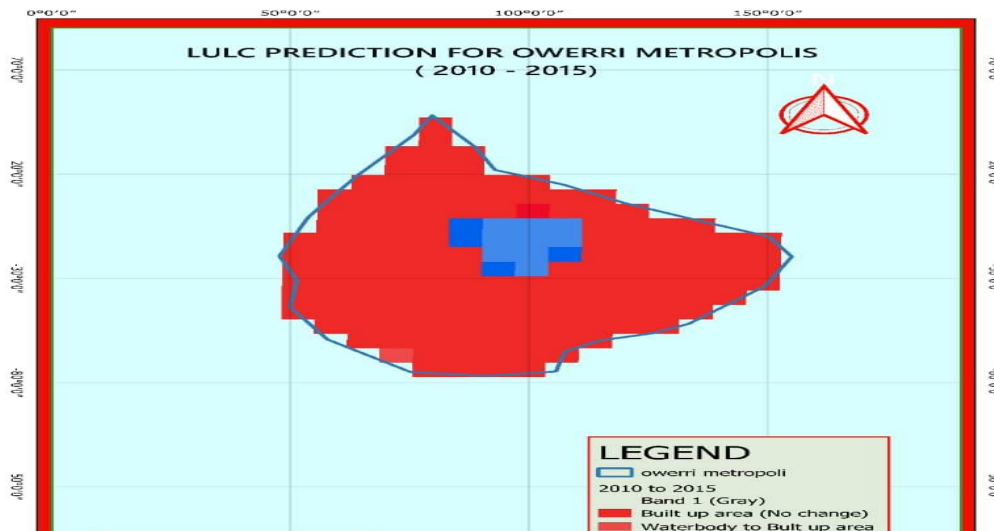 0°0'0" 50°0'0" 100°0'0" 150°0'0"
LULC PREDICTION FOR OWERRI METROPOLIS
( 2010 - 2015)
N
LEGEND
owerri metropoli
2010 to 2015
Band 1 (Gray)
Built up area (No change)
Waterbody to Bult up area